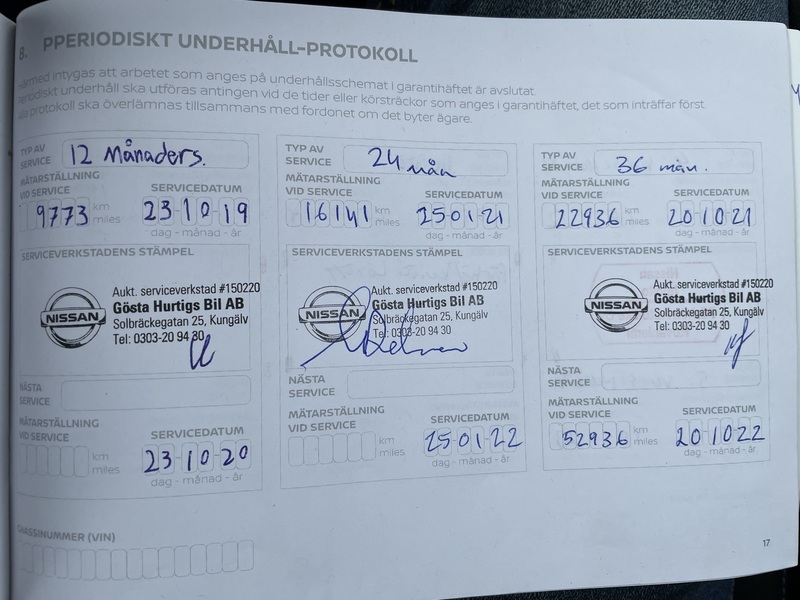 8. PPERIODISKT UNDERHÅLL-PROTOKOLL
Härmed intygas att arbetet som anges på underhållsschemat i garantihäftet är avslutat.
Periodiskt underhåll ska utföras antingen vid de tider eller körsträckor som anges i garantihäftet, det som inträffar först.
protokoll ska överlämnas tillsammans med fordonet om det byter ägare.
TYP AV SERVICE 12 Månaders.
MÄTARSTÄLLNING VID SERVICE
9773 km miles
SERVICEDATUM
23 10 19
dag - månad - år
SERVICEVERKSTADENS STÄMPEL
NISSAN
Aukt. serviceverkstad #150220
Gösta Hurtigs Bil AB
Solbräckegatan 25, Kungälv
Tel: 0303-20 94 30
NÄSTA SERVICE
MÄTARSTÄLLNING VID SERVICE
km miles
SERVICEDATUM
23 10 20
dag - månad - år
TYP AV SERVICE 24 mån
MÄTARSTÄLLNING VID SERVICE
16141 km miles
SERVICEDATUM
25 01 21
dag - månad - år
SERVICEVERKSTADENS STÄMPEL
NISSAN
Aukt. serviceverkstad #150220
Gösta Hurtigs Bil AB
Solbräckegatan 25, Kungälv
Tel: 0303-20 94 30
NÄSTA SERVICE
MÄTARSTÄLLNING VID SERVICE
km miles
SERVICEDATUM
25 01 22
dag - månad - år
TYP AV SERVICE 36 mån.
MÄTARSTÄLLNING VID SERVICE
22936 km miles
SERVICEDATUM
20 10 21
dag - månad - år
SERVICEVERKSTADENS STÄMPEL
NISSAN
Aukt. serviceverkstad #150220
Gösta Hurtigs Bil AB
Solbräckegatan 25, Kungälv
Tel: 0303-20 94 30
NÄSTA SERVICE
MÄTARSTÄLLNING VID SERVICE
52936 km miles
SERVICEDATUM
20 10 22
dag - månad - år
CHASSINUMMER (VIN)
17